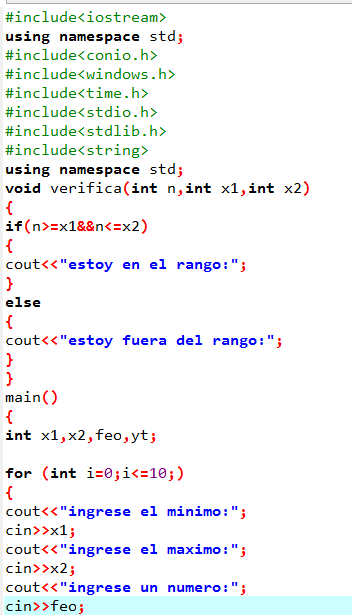 #include<iostream>
using namespace std;
#include<conio.h>
#include<windows.h>
#include<time.h>
#include<stdio.h>
#include<stdlib.h>
#include<string>
using namespace std;
void verifica(int n,int x1,int x2)
{
if(n>=x1&&n<=x2)
{
cout<<"estoy en el rango:";
}
else
{
cout<<"estoy fuera del rango:";
}
}
main()
{
int x1,x2,feo,yt;
for (int i=0;i<=10;)
{
cout<<"ingrese el minimo:";
cin>>x1;
cout<<"ingrese el maximo:";
cin>>x2;
cout<<"ingrese un numero:";
cin>>feo;